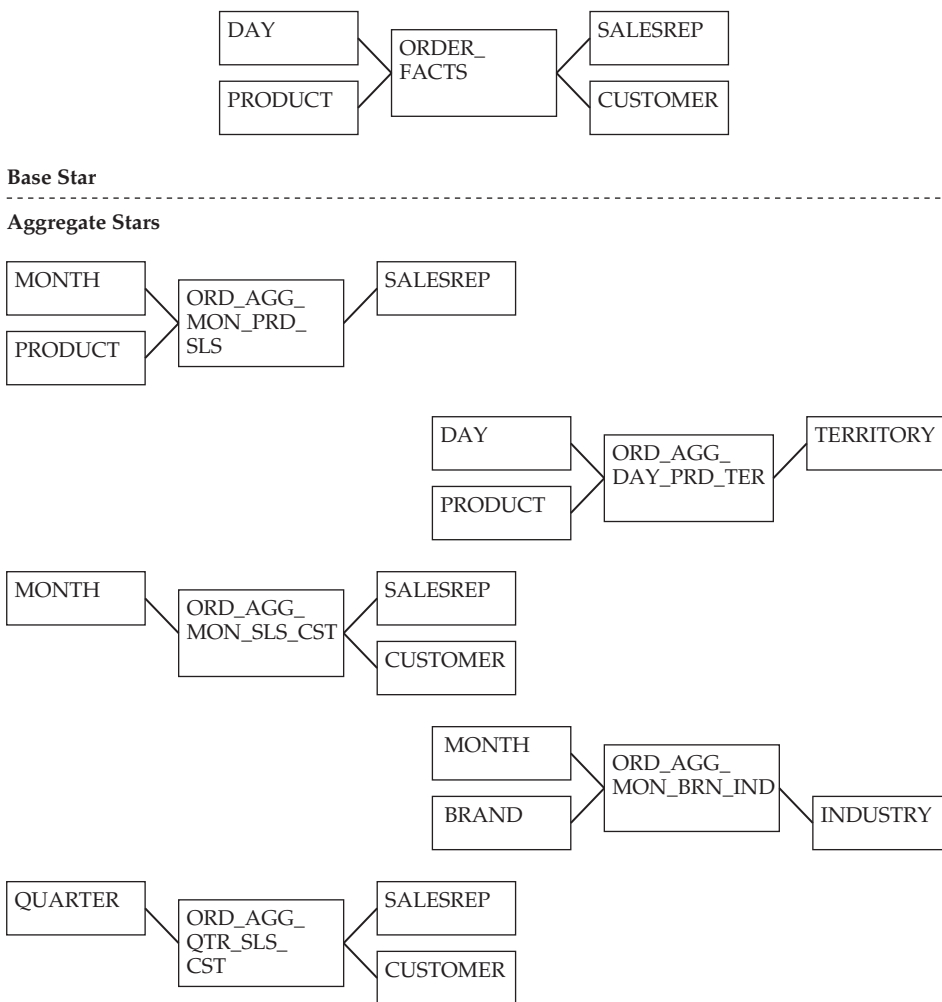 DAY
PRODUCT
ORDER_
FACTS
SALESREP
CUSTOMER
Base Star
Aggregate Stars
MONTH
PRODUCT
ORD_AGG_
MON_PRD_
SLS
SALESREP
DAY
PRODUCT
ORD_AGG_
DAY_PRD_TER
TERRITORY
MONTH
ORD_AGG_
MON_SLS_CST
SALESREP
CUSTOMER
MONTH
BRAND
ORD_AGG_
MON_BRN_IND
INDUSTRY
QUARTER
ORD_AGG_
QTR_SLS_
CST
SALESREP
CUSTOMER